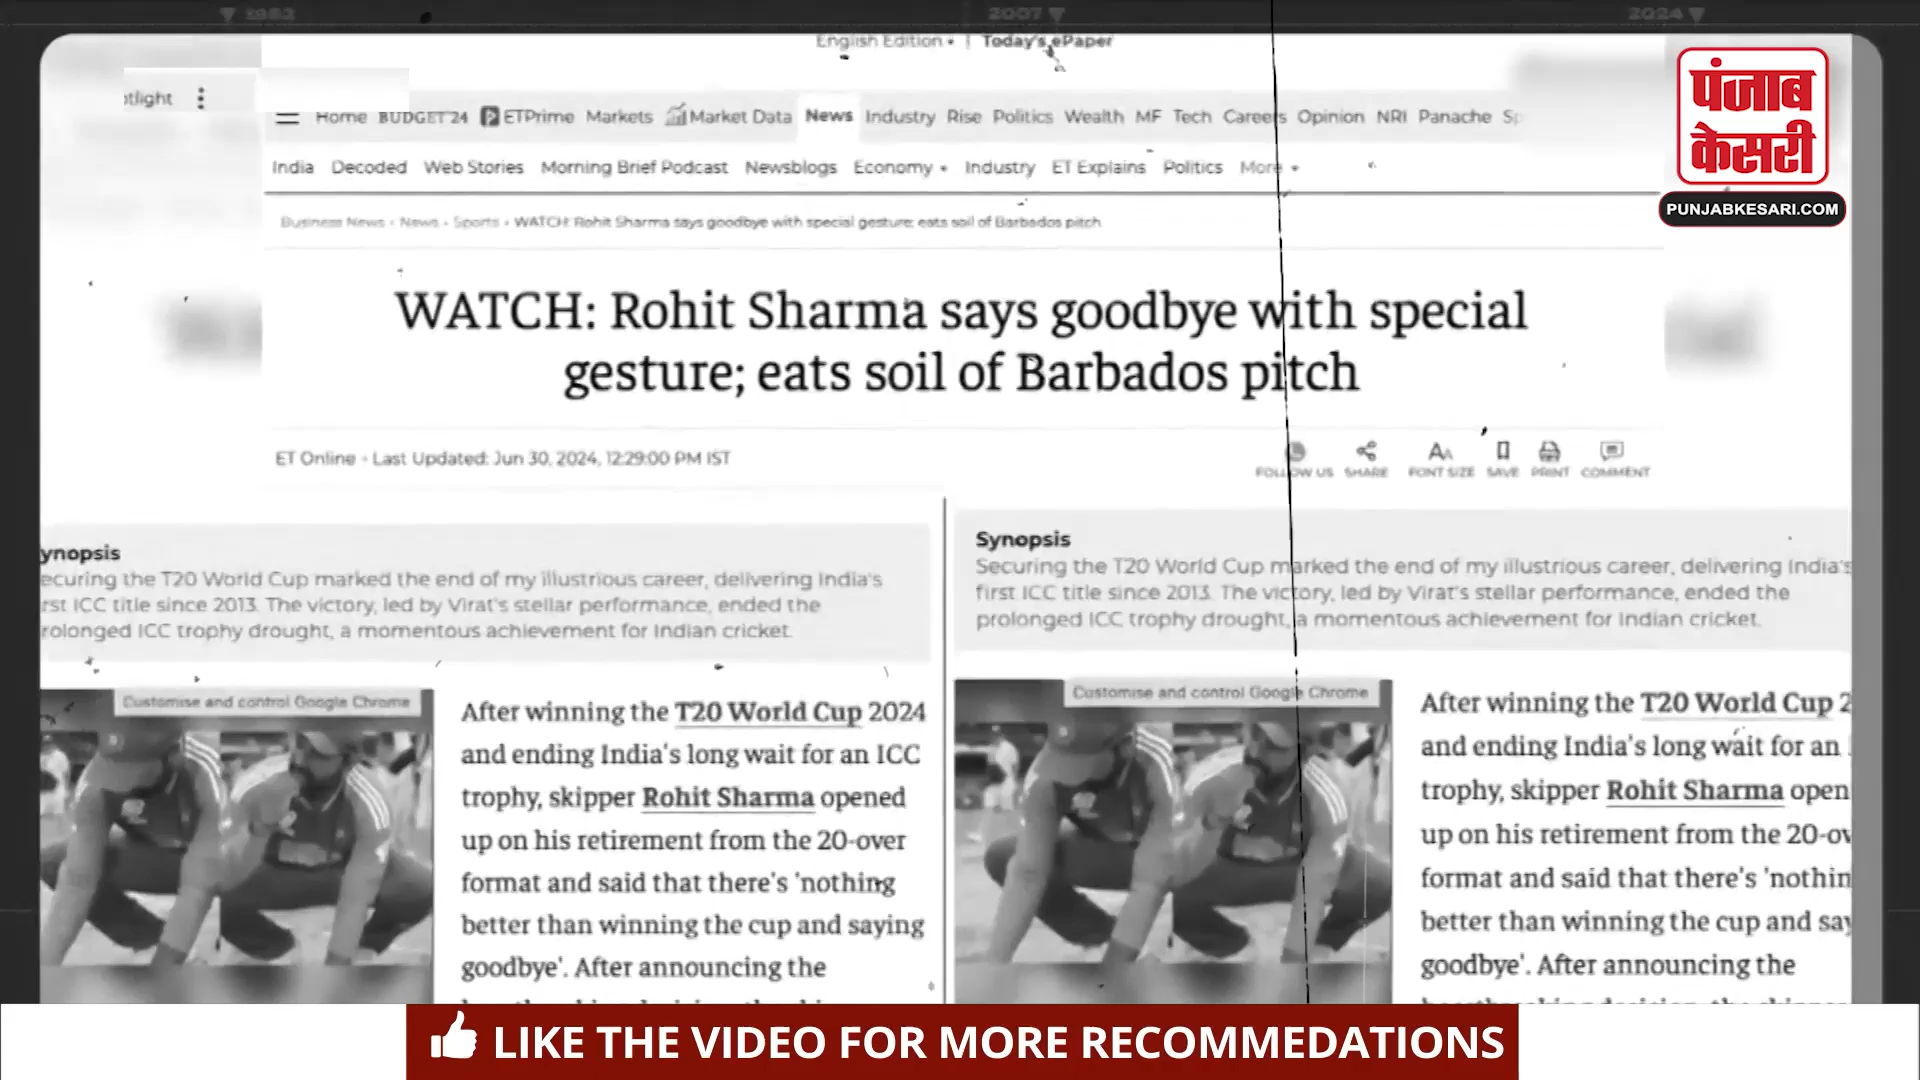 1983
2007
2024
English Edition
Today's ePaper
पंजाब
केसरी
PUNJABKESARI.COM
otlight
Home BUDGET'24 ETPrime Markets Market Data News Industry Rise Politics Wealth MF Tech Careers Opinion NRI Panache Sp
India Decoded Web Stories Morning Brief Podcast Newsblogs Economy Industry ET Explains Politics More
Business News › News › Sports › WATCH: Rohit Sharma says goodbye with special gesture; eats soil of Barbados pitch
WATCH: Rohit Sharma says goodbye with special
gesture; eats soil of Barbados pitch
ET Online • Last Updated: Jun 30, 2024, 12:29:00 PM IST
FOLLOW US SHARE FONT SIZE SAVE PRINT COMMENT
ynopsis
ecuring the T20 World Cup marked the end of my illustrious career, delivering India's
rst ICC title since 2013. The victory, led by Virat's stellar performance, ended the
rolonged ICC trophy drought, a momentous achievement for Indian cricket.
Customise and control Google Chrome
After winning the T20 World Cup 2024
and ending India's long wait for an ICC
trophy, skipper Rohit Sharma opened
up on his retirement from the 20-over
format and said that there's 'nothing
better than winning the cup and saying
goodbye'. After announcing the
Synopsis
Securing the T20 World Cup marked the end of my illustrious career, delivering India's
first ICC title since 2013. The victory, led by Virat's stellar performance, ended the
prolonged ICC trophy drought, a momentous achievement for Indian cricket.
Customise and control Google Chrome
After winning the T20 World Cup 2
and ending India's long wait for an
trophy, skipper Rohit Sharma open
up on his retirement from the 20-ov
format and said that there's 'nothin
better than winning the cup and say
goodbye'. After announcing the
LIKE THE VIDEO FOR MORE RECOMMEDATIONS